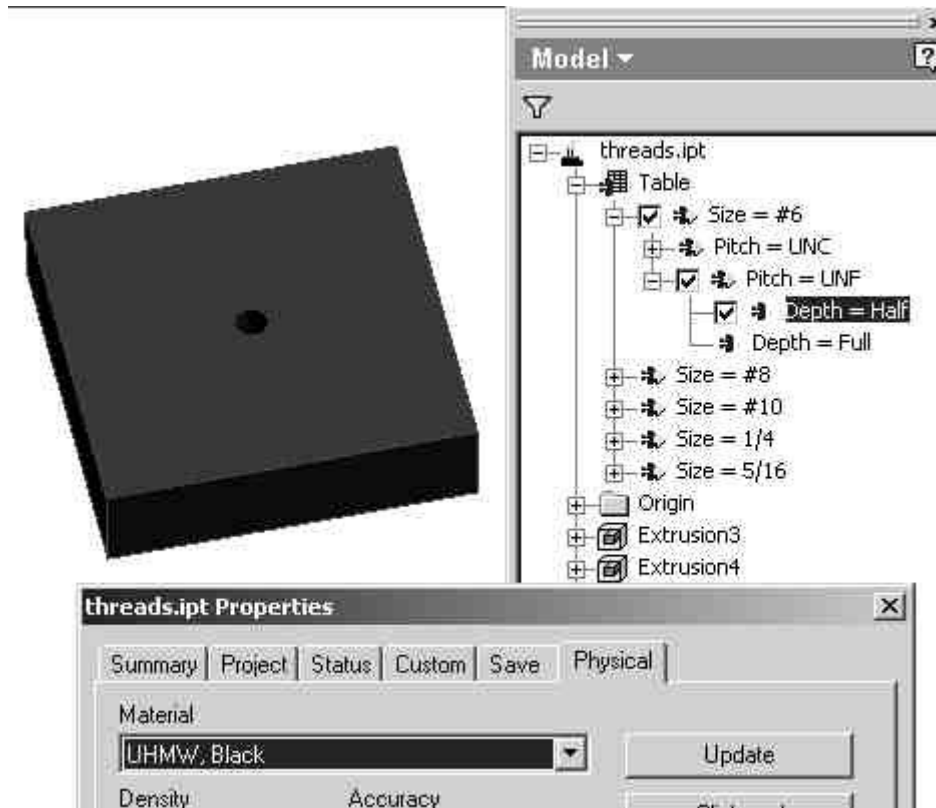 Model
threads.ipt
Table
Size = #6
Pitch = UNC
Pitch = UNF
Depth = Half
Depth = Full
Size = #8
Size = #10
Size = 1/4
Size = 5/16
Origin
Extrusion3
Extrusion4
threads.ipt Properties
Summary Project Status Custom Save Physical
Material
UHMW, Black
Update
Density Accuracy